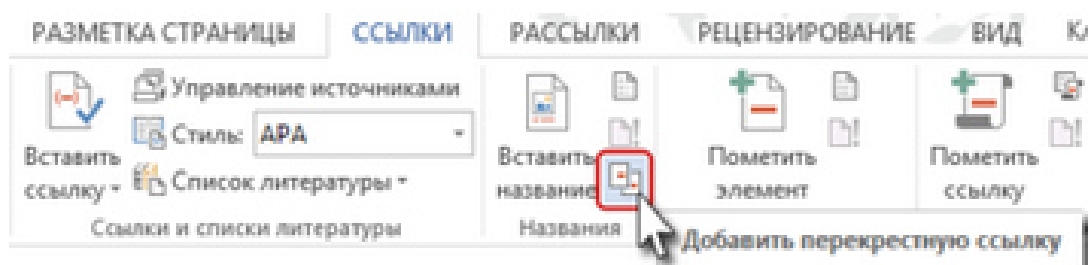 РАЗМЕТКА СТРАНИЦЫ ССЫЛКИ РАССЫЛКИ РЕЦЕНЗИРОВАНИЕ ВИД
Управление источниками
Стиль: APA
Список литературы
Вставить ссылку
Ссылки и списки литературы
Вставить название
Названия
Пометить элемент
Пометить ссылку
Добавить перекрестную ссылку